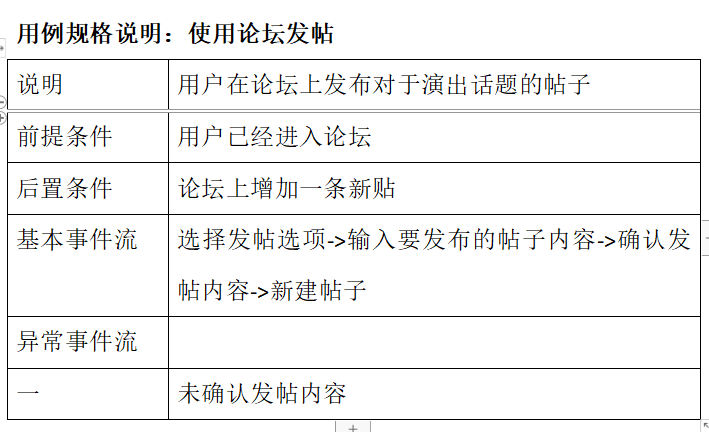 用例规格说明：使用论坛发帖
说明
用户在论坛上发布对于演出话题的帖子
前提条件
用户已经进入论坛
后置条件
论坛上增加一条新贴
基本事件流
选择发帖选项->输入要发布的帖子内容->确认发
帖内容->新建帖子
异常事件流
一
未确认发帖内容